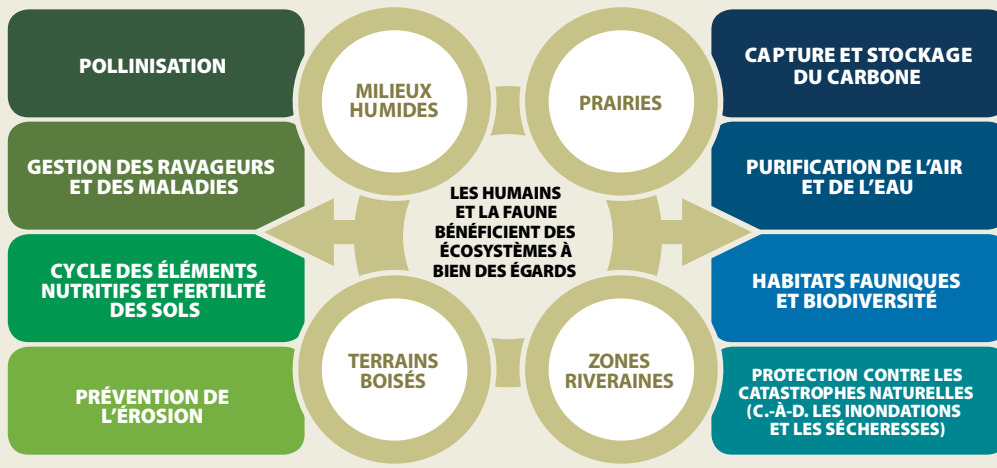 POLLINISATION
GESTION DES RAVAGEURS
ET DES MALADIES
CYCLE DES ÉLÉMENTS
NUTRITIFS ET FERTILITÉ
DES SOLS
PRÉVENTION DE
L'ÉROSION
MILIEUX
HUMIDES
PRAIRIES
LES HUMAINS
ET LA FAUNE
BÉNÉFICIENT DES
ÉCOSYSTÈMES À
BIEN DES ÉGARDS
TERRAINS
BOISÉS
ZONES
RIVERAINES
CAPTURE ET STOCKAGE
DU CARBONE
PURIFICATION DE L'AIR
ET DE L'EAU
HABITATS FAUNIQUES
ET BIODIVERSITÉ
PROTECTION CONTRE LES
CATASTROPHES NATURELLES
(C.-À-D. LES INONDATIONS
ET LES SÉCHERESSES)